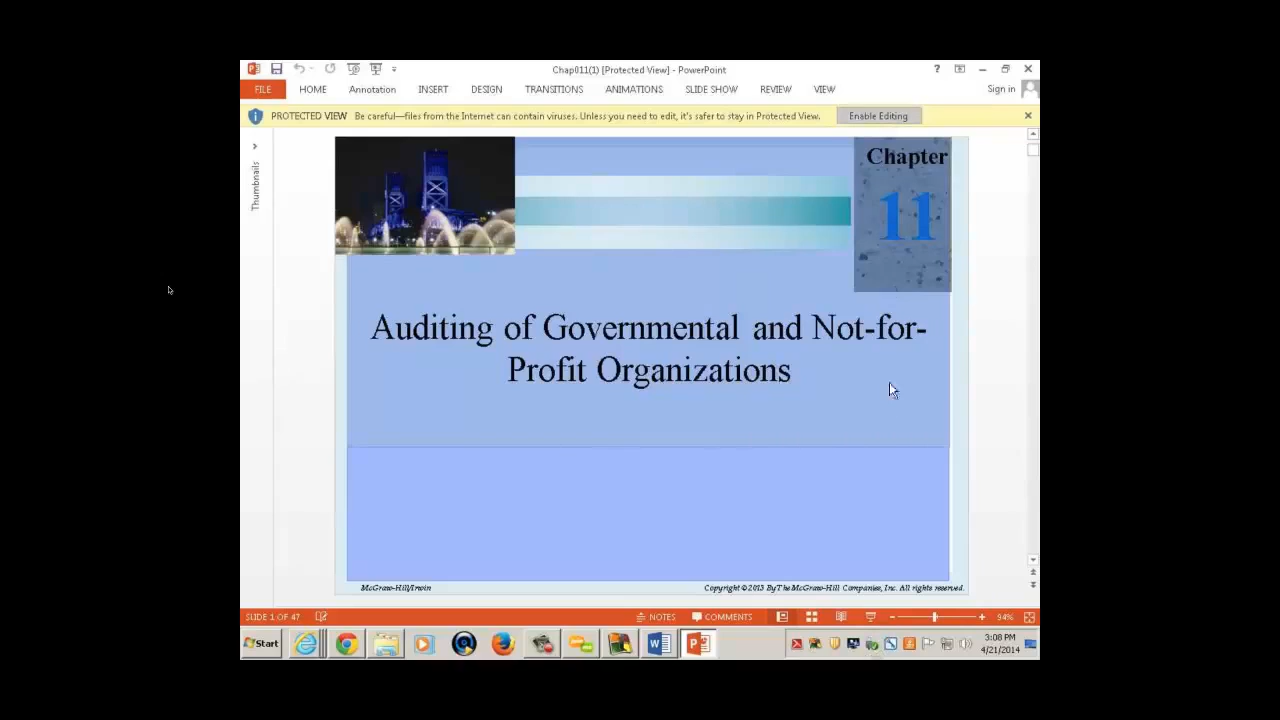 Chap011(1) [Protected View] - PowerPoint
?
Sign in
FILE HOME Annotation INSERT DESIGN TRANSITIONS ANIMATIONS SLIDE SHOW REVIEW VIEW
PROTECTED VIEW Be careful—files from the Internet can contain viruses. Unless you need to edit, it's safer to stay in Protected View. Enable Editing
Thumbnails
Chapter
11
Auditing of Governmental and Not-for-
Profit Organizations
McGraw-Hill/Irwin Copyright ©2013 By The McGraw-Hill Companies, Inc. All rights reserved.
SLIDE 1 OF 47 NOTES COMMENTS 94%
Start
3:08 PM
4/21/2014